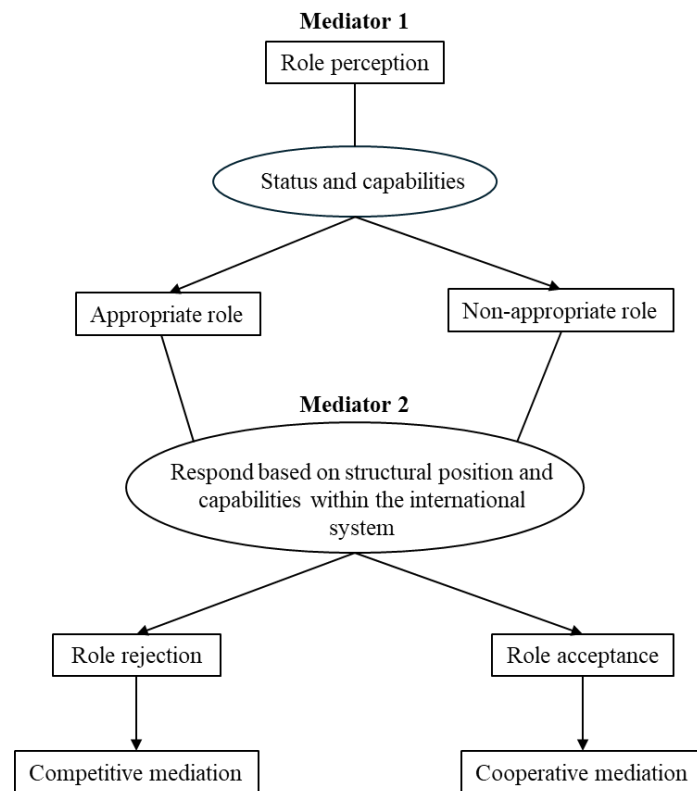 Mediator 1
Role perception
Status and capabilities
Appropriate role
Non-appropriate role
Mediator 2
Respond based on structural position and
capabilities within the international
system
Role rejection
Role acceptance
Competitive mediation
Cooperative mediation